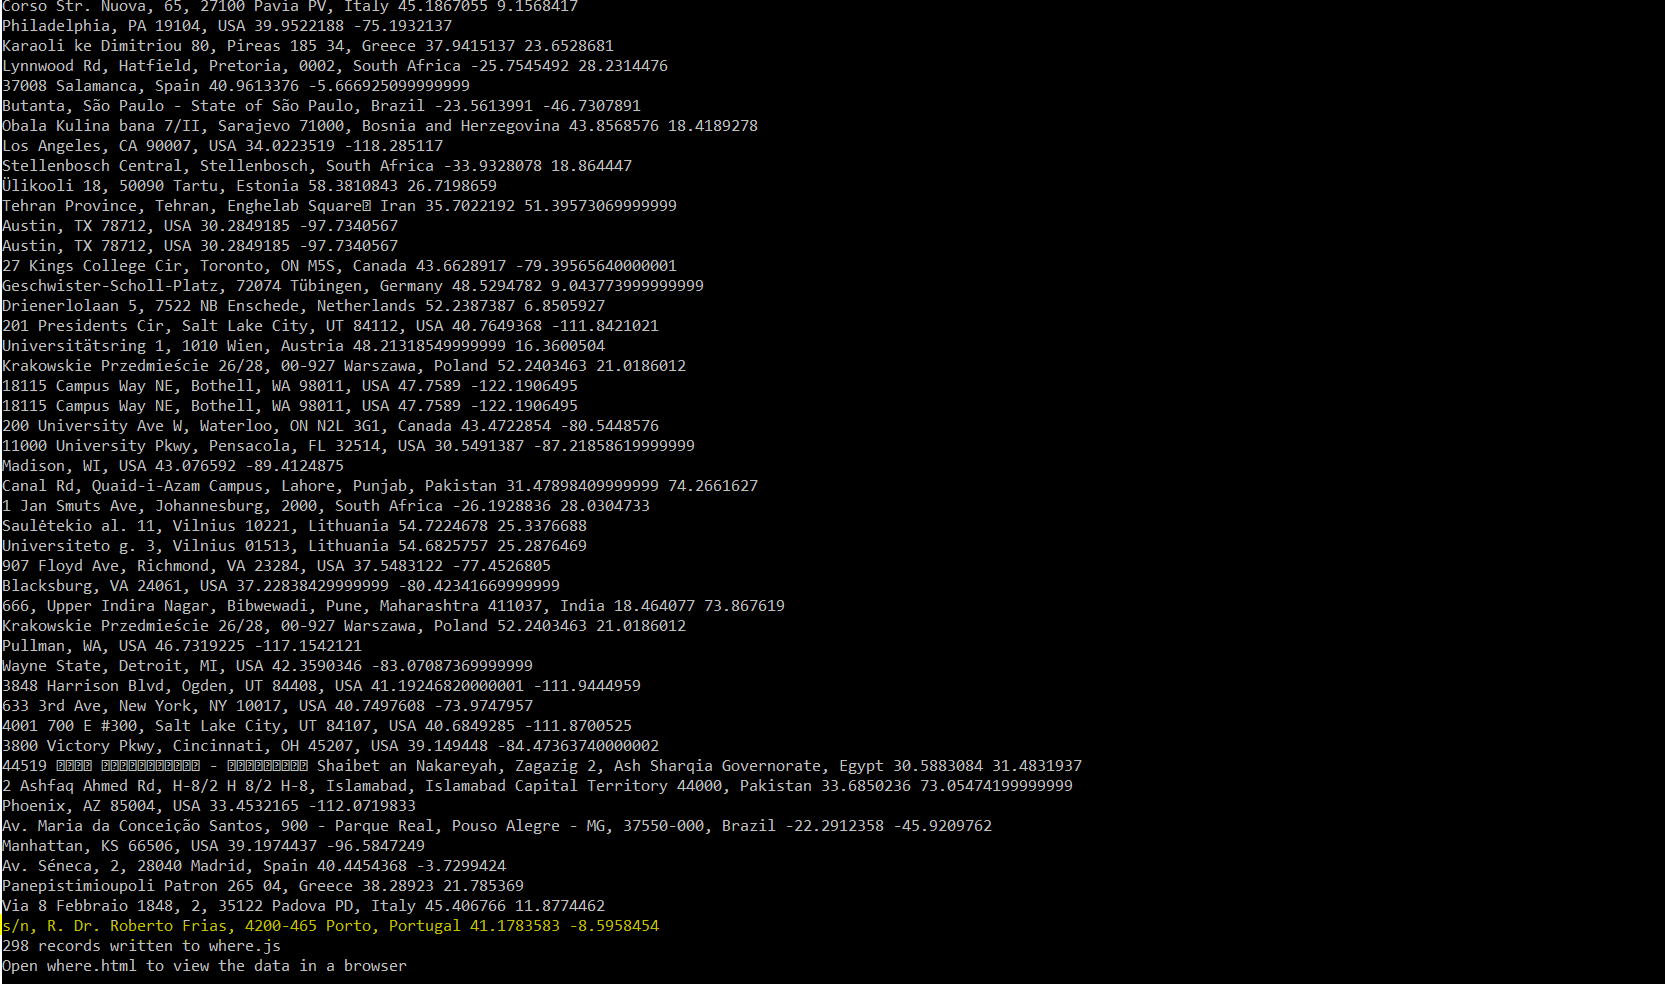 Corso Str. Nuova, 65, 27100 Pavia PV, Italy 45.1867055 9.1568417
Philadelphia, PA 19104, USA 39.9522188 -75.1932137
Karaoli ke Dimitriou 80, Pireas 185 34, Greece 37.9415137 23.6528681
Lynnwood Rd, Hatfield, Pretoria, 0002, South Africa -25.7545492 28.2314476
37008 Salamanca, Spain 40.9613376 -5.666925099999999
Butanta, São Paulo - State of São Paulo, Brazil -23.5613991 -46.7307891
Obala Kulina bana 7/II, Sarajevo 71000, Bosnia and Herzegovina 43.8568576 18.4189278
Los Angeles, CA 90007, USA 34.0223519 -118.285117
Stellenbosch Central, Stellenbosch, South Africa -33.9328078 18.864447
Ülikooli 18, 50090 Tartu, Estonia 58.3810843 26.7198659
Tehran Province, Tehran, Enghelab Square Iran 35.7022192 51.39573069999999
Austin, TX 78712, USA 30.2849185 -97.7340567
Austin, TX 78712, USA 30.2849185 -97.7340567
27 Kings College Cir, Toronto, ON M5S, Canada 43.6628917 -79.39565640000001
Geschwister-Scholl-Platz, 72074 Tübingen, Germany 48.5294782 9.043773999999999
Drienerlolaan 5, 7522 NB Enschede, Netherlands 52.2387387 6.8505927
201 Presidents Cir, Salt Lake City, UT 84112, USA 40.7649368 -111.8421021
Universitätsring 1, 1010 Wien, Austria 48.21318549999999 16.3600504
Krakowskie Przedmieście 26/28, 00-927 Warszawa, Poland 52.2403463 21.0186012
18115 Campus Way NE, Bothell, WA 98011, USA 47.7589 -122.1906495
18115 Campus Way NE, Bothell, WA 98011, USA 47.7589 -122.1906495
200 University Ave W, Waterloo, ON N2L 3G1, Canada 43.4722854 -80.5448576
11000 University Pkwy, Pensacola, FL 32514, USA 30.5491387 -87.21858619999999
Madison, WI, USA 43.076592 -89.4124875
Canal Rd, Quaid-i-Azam Campus, Lahore, Punjab, Pakistan 31.47898409999999 74.2661627
1 Jan Smuts Ave, Johannesburg, 2000, South Africa -26.1928836 28.0304733
Saulėtekio al. 11, Vilnius 10221, Lithuania 54.7224678 25.3376688
Universiteto g. 3, Vilnius 01513, Lithuania 54.6825757 25.2876469
907 Floyd Ave, Richmond, VA 23284, USA 37.5483122 -77.4526805
Blacksburg, VA 24061, USA 37.22838429999999 -80.42341669999999
666, Upper Indira Nagar, Bibwewadi, Pune, Maharashtra 411037, India 18.464077 73.867619
Krakowskie Przedmieście 26/28, 00-927 Warszawa, Poland 52.2403463 21.0186012
Pullman, WA, USA 46.7319225 -117.1542121
Wayne State, Detroit, MI, USA 42.3590346 -83.07087369999999
3848 Harrison Blvd, Ogden, UT 84408, USA 41.19246820000001 -111.9444959
633 3rd Ave, New York, NY 10017, USA 40.7497608 -73.9747957
4001 700 E #300, Salt Lake City, UT 84107, USA 40.6849285 -111.8700525
3800 Victory Pkwy, Cincinnati, OH 45207, USA 39.149448 -84.47363740000002
44519 - Shaibet an Nakareyah, Zagazig 2, Ash Sharqia Governorate, Egypt 30.5883084 31.4831937
2 Ashfaq Ahmed Rd, H-8/2 H 8/2 H-8, Islamabad, Islamabad Capital Territory 44000, Pakistan 33.6850236 73.05474199999999
Phoenix, AZ 85004, USA 33.4532165 -112.0719833
Av. Maria da Conceição Santos, 900 - Parque Real, Pouso Alegre - MG, 37550-000, Brazil -22.2912358 -45.9209762
Manhattan, KS 66506, USA 39.1974437 -96.5847249
Av. Séneca, 2, 28040 Madrid, Spain 40.4454368 -3.7299424
Panepistimioupoli Patron 265 04, Greece 38.28923 21.785369
Via 8 Febbraio 1848, 2, 35122 Padova PD, Italy 45.406766 11.8774462
s/n, R. Dr. Roberto Frias, 4200-465 Porto, Portugal 41.1783583 -8.5958454
298 records written to where.js
Open where.html to view the data in a browser